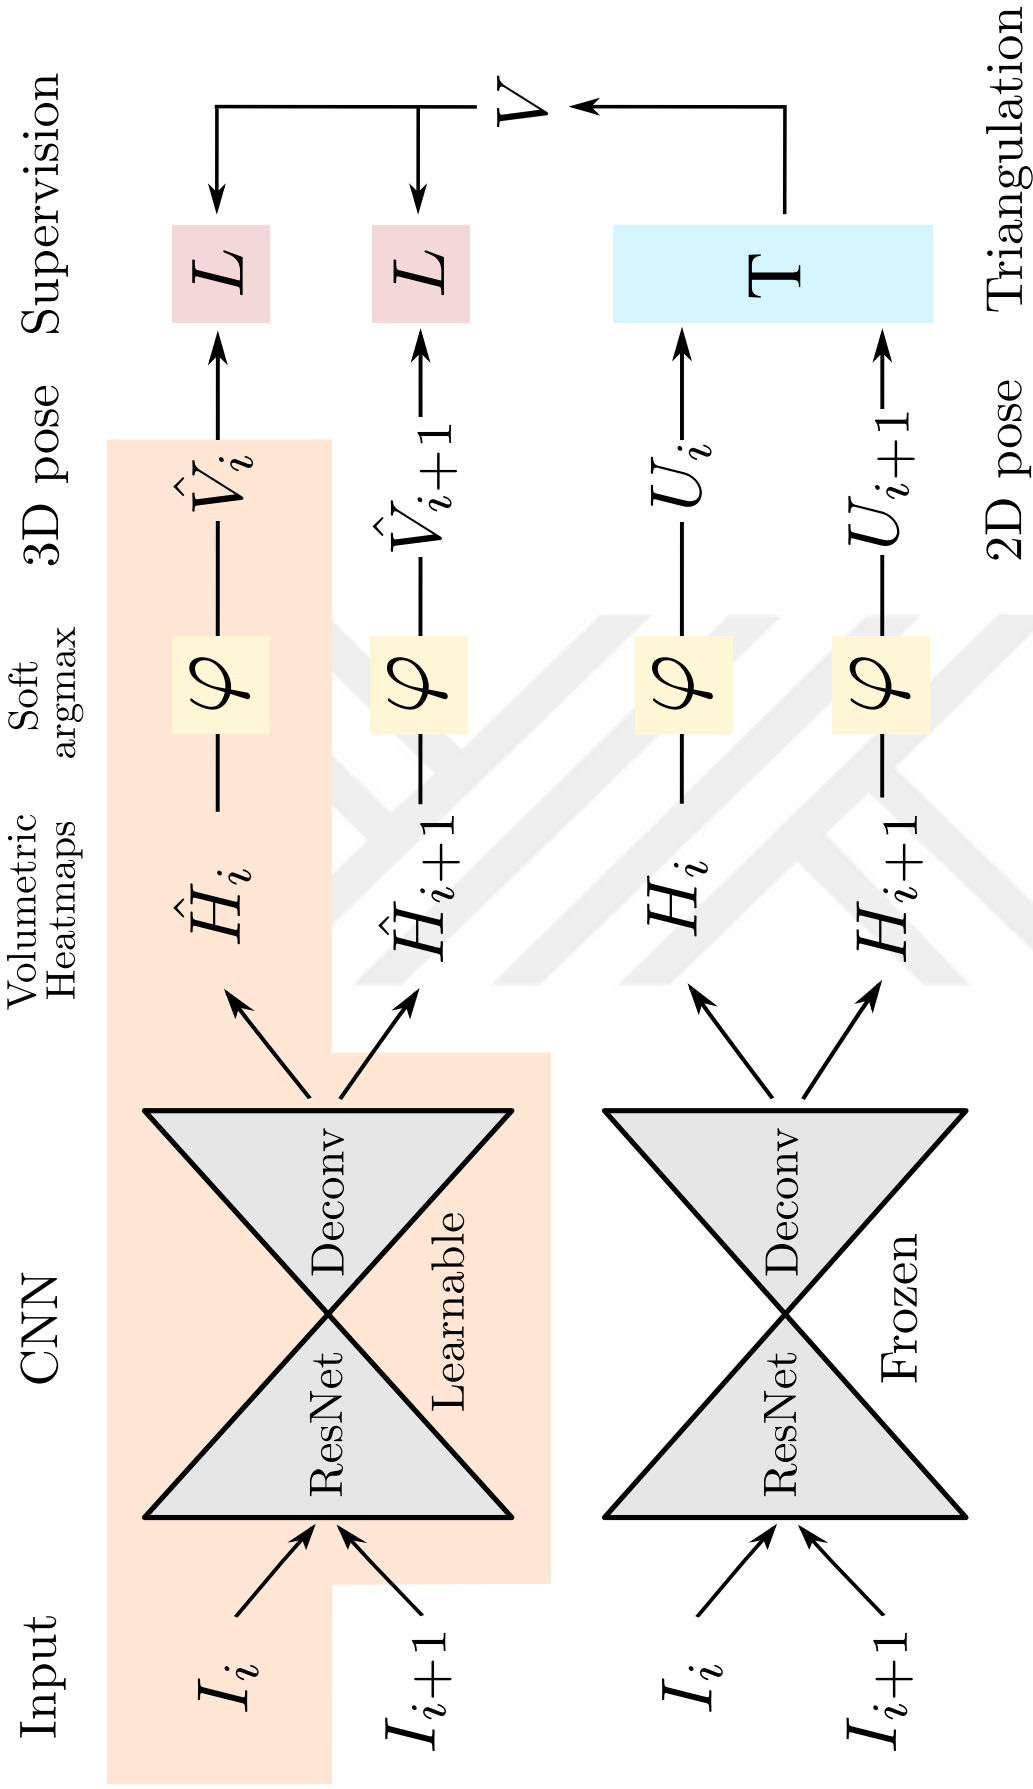 Input
CNN
Volumetric
Heatmaps
Soft
argmax
3D pose
Supervision
I_i
I_{i+1}
ResNet
Deconv
Learnable
Ĥ_i
Ĥ_{i+1}
φ
φ
V̂_i
V̂_{i+1}
L
L
V
I_i
I_{i+1}
ResNet
Deconv
Frozen
H_i
H_{i+1}
φ
φ
U_i
U_{i+1}
T
2D pose
Triangulation